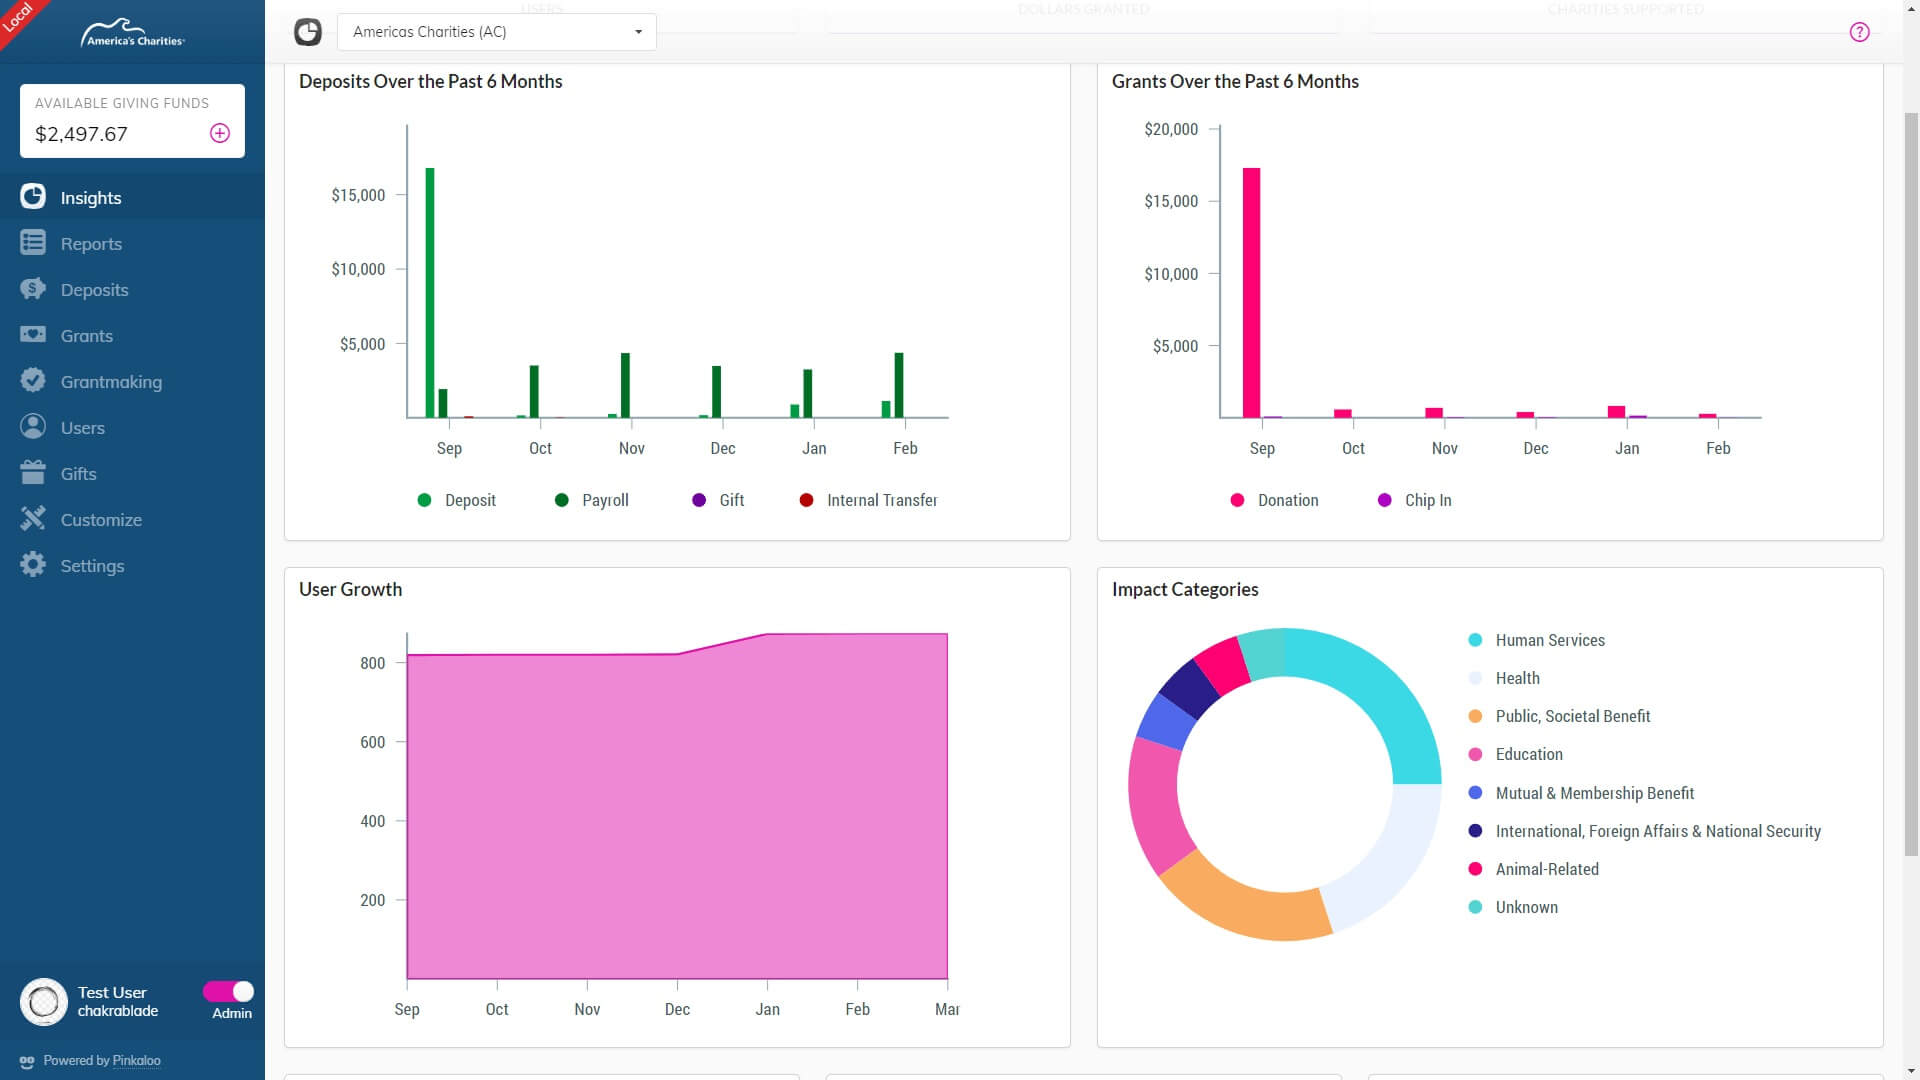 Local
America's Charities
USERS
DOLLARS GRANTED
CHARITIES SUPPORTED
Americas Charities (AC)
?
AVAILABLE GIVING FUNDS
$2,497.67
Insights
Reports
Deposits
Grants
Grantmaking
Users
Gifts
Customize
Settings
Test User
chakrablade
Admin
Powered by Pinkaloo
Deposits Over the Past 6 Months
$15,000
$10,000
$5,000
Sep Oct Nov Dec Jan Feb
Deposit Payroll Gift Internal Transfer
Grants Over the Past 6 Months
$20,000
$15,000
$10,000
$5,000
Sep Oct Nov Dec Jan Feb
Donation Chip In
User Growth
800
600
400
200
Sep Oct Nov Dec Jan Feb Mar
Impact Categories
Human Services
Health
Public, Societal Benefit
Education
Mutual & Membership Benefit
International, Foreign Affairs & National Security
Animal-Related
Unknown